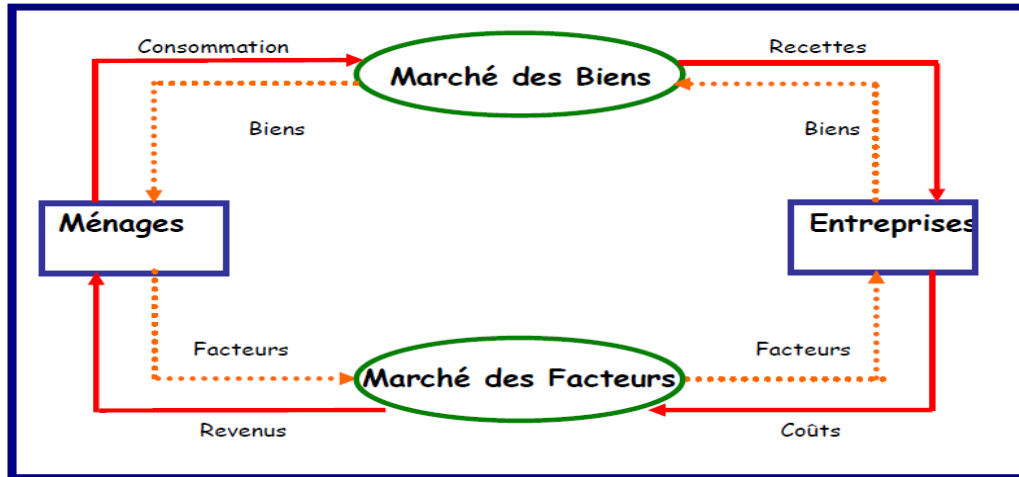 Consommation
Recettes
Marché des Biens
Biens
Biens
Ménages
Entreprises
Facteurs
Facteurs
Marché des Facteurs
Revenus
Coûts